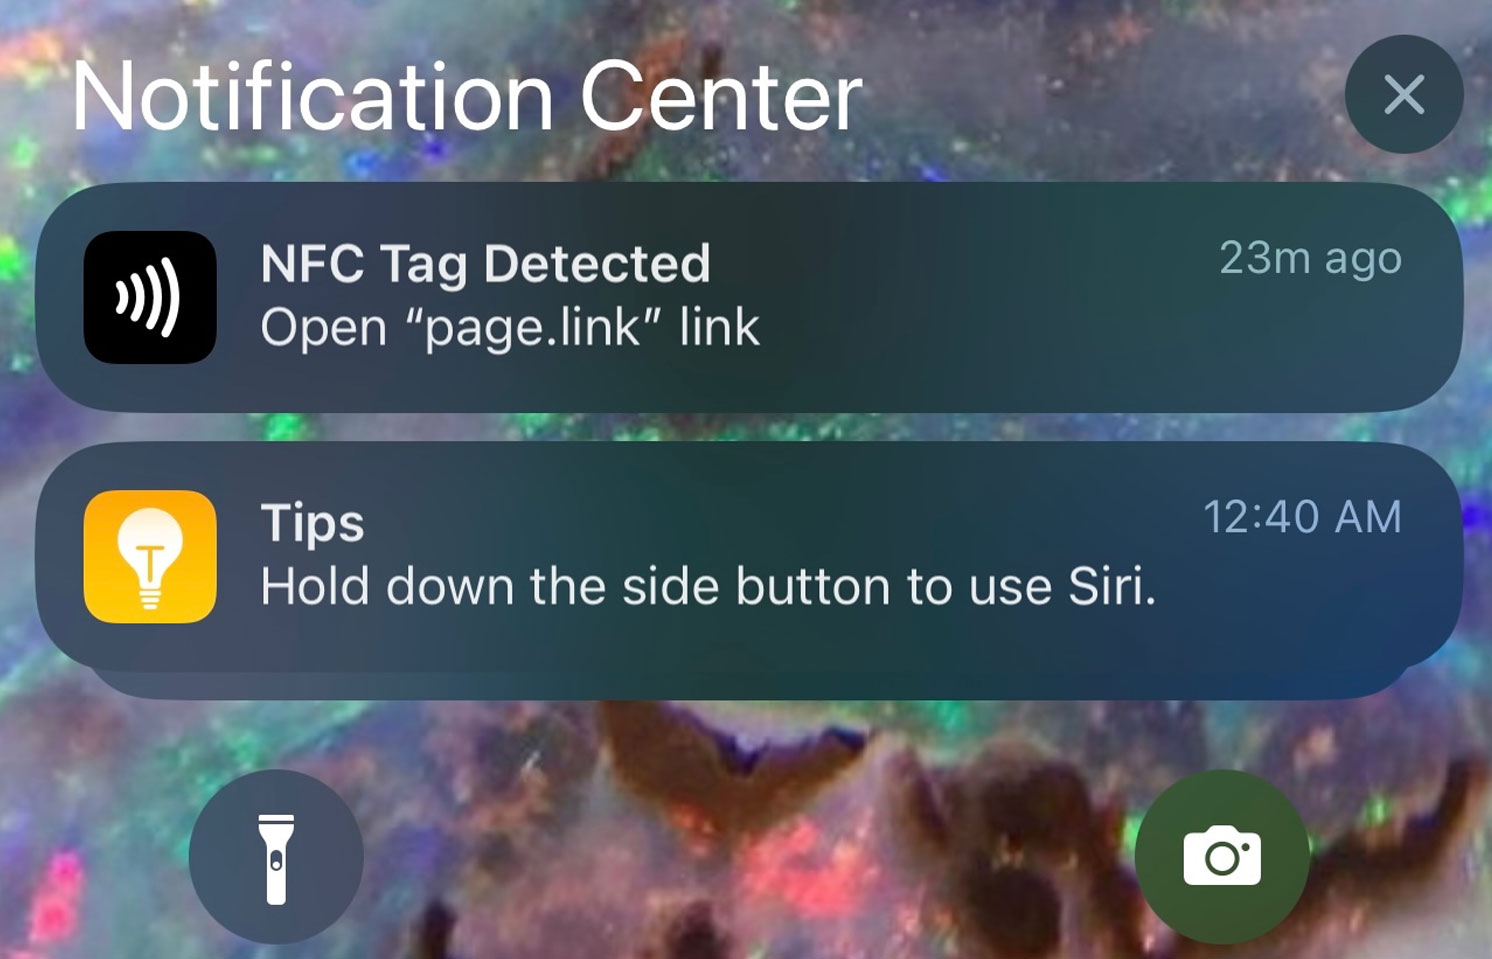 Notification Center
NFC Tag Detected
23m ago
Open “page.link” link
Tips
12:40 AM
Hold down the side button to use Siri.